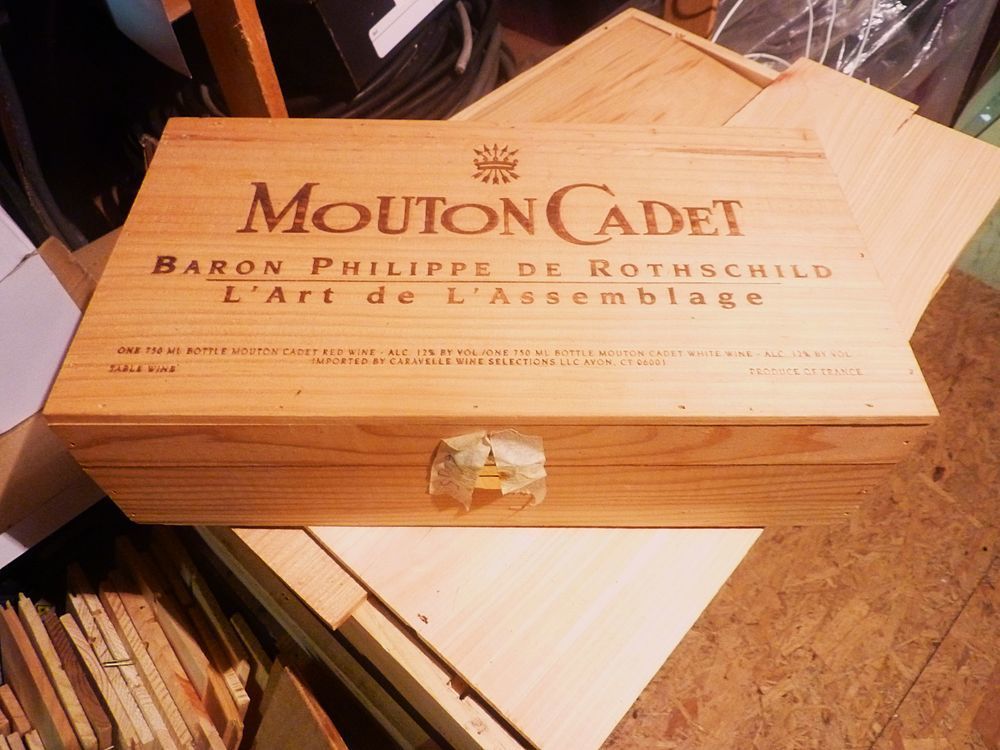 MOUTON CADET
BARON PHILIPPE DE ROTHSCHILD
L'Art de L'Assemblage
ONE 750 ML BOTTLE MOUTON CADET RED WINE - ALC. 12% BY VOL./ONE 750 ML BOTTLE MOUTON CADET WHITE WINE - ALC. 12% BY VOL.
IMPORTED BY CARAVELLE WINE SELECTIONS LLC AVON, CT 06001
TABLE WINE
PRODUCE OF FRANCE